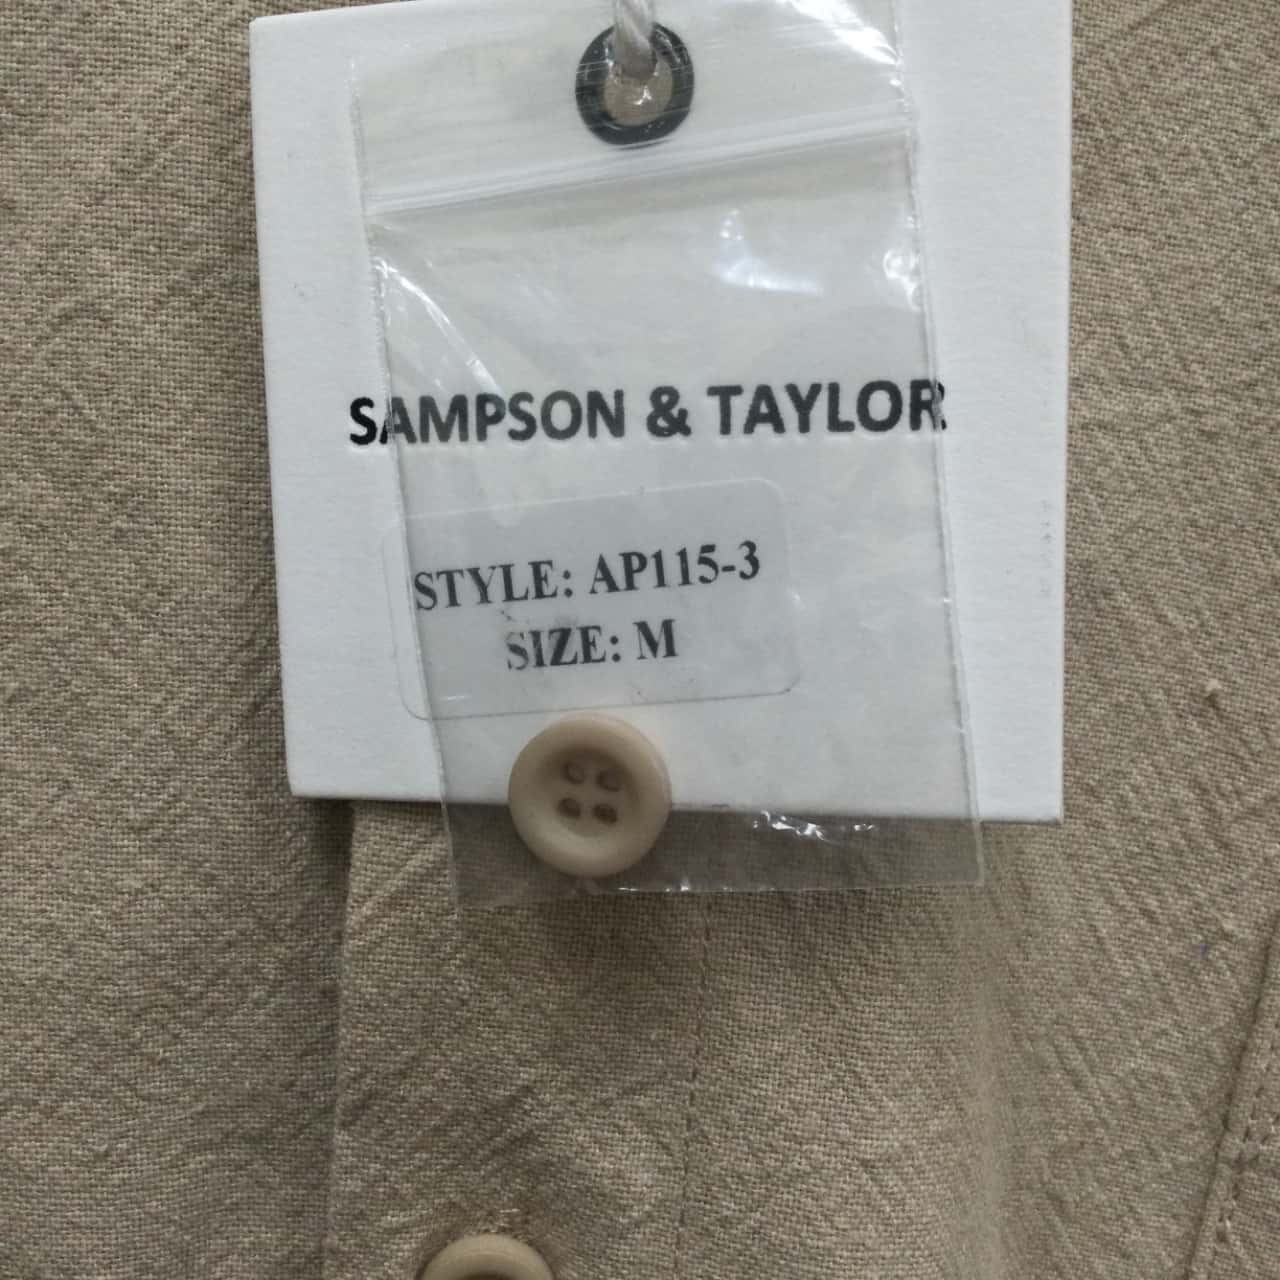 SAMPSON & TAYLOR
STYLE: AP115-3
SIZE: M